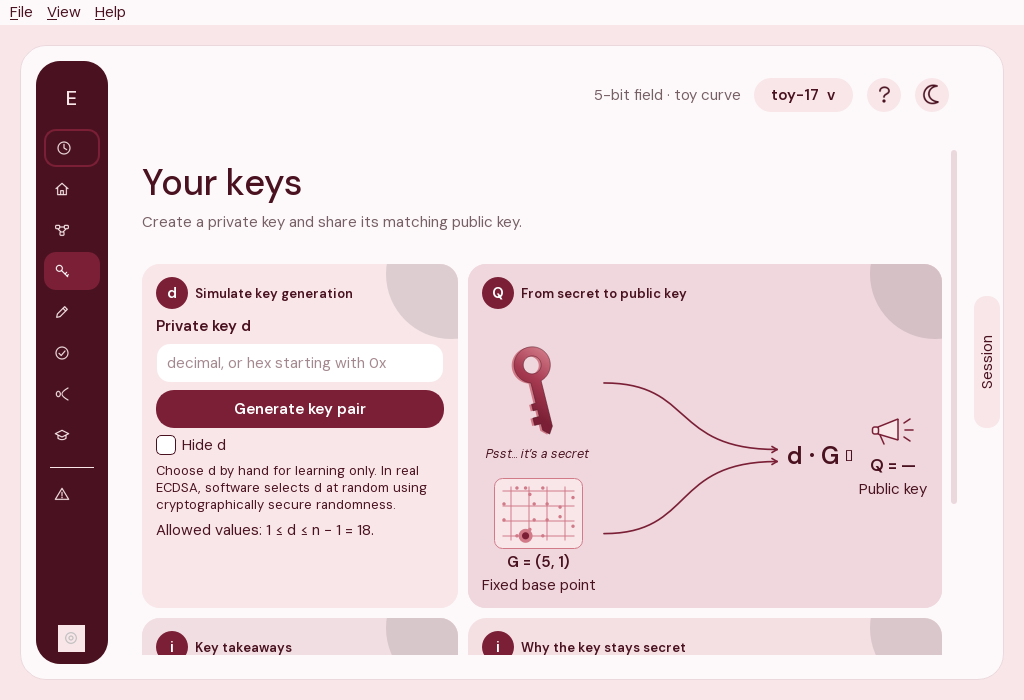 File View Help
E
5-bit field · toy curve toy-17 v ?
Your keys
Create a private key and share its matching public key.
d Simulate key generation
Private key d
decimal, or hex starting with 0x
Generate key pair
Hide d
Choose d by hand for learning only. In real
ECDSA, software selects d at random using
cryptographically secure randomness.
Allowed values: 1 ≤ d ≤ n − 1 = 18.
Q From secret to public key
Psst… it's a secret
G = (5, 1)
Fixed base point
d · G
Q = —
Public key
Session
i Key takeaways
i Why the key stays secret